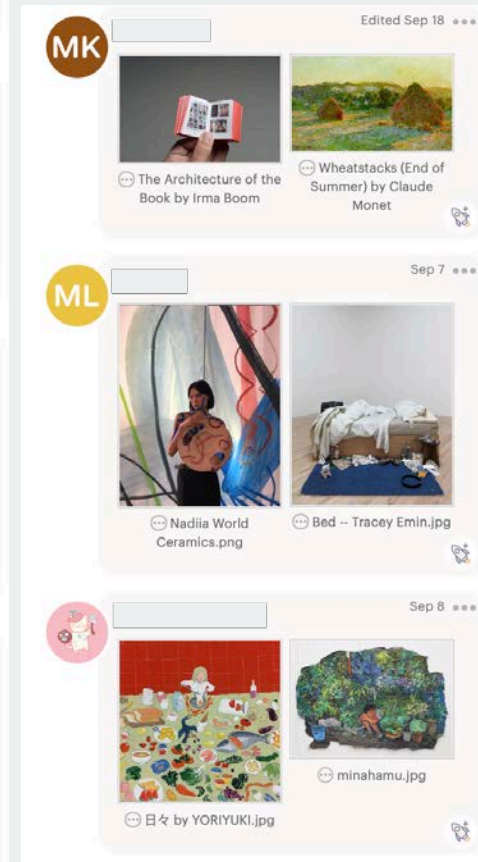 MK
Edited Sep 18
The Architecture of the
Book by Irma Boom
Wheatstacks (End of
Summer) by Claude
Monet
ML
Sep 7
Nadiia World
Ceramics.png
Bed -- Tracey Emin.jpg
Sep 8
日々 by YORIYUKI.jpg
minahamu.jpg